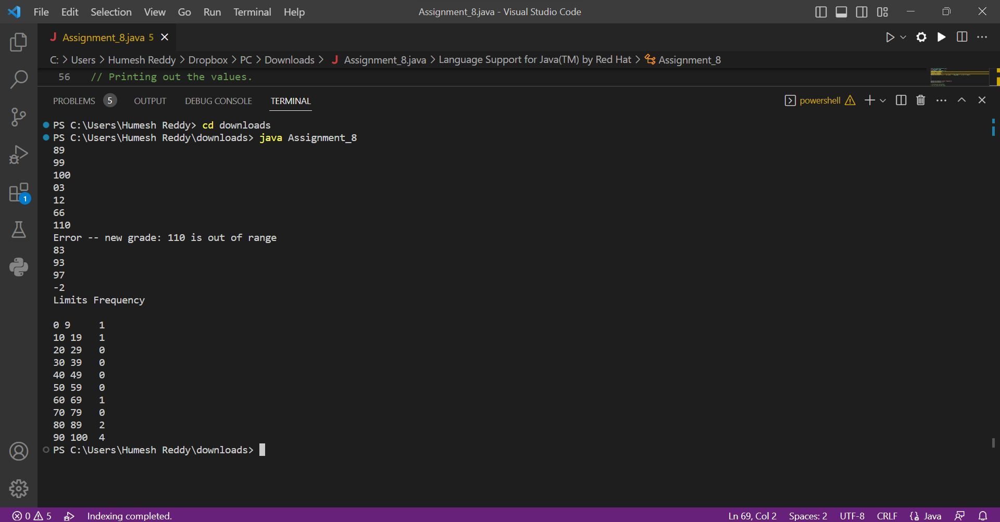 File Edit Selection View Go Run Terminal Help Assignment_8.java - Visual Studio Code
J Assignment_8.java 5
C: > Users > Humesh Reddy > Dropbox > PC > Downloads > J Assignment_8.java > Language Support for Java(TM) by Red Hat > Assignment_8
56 // Printing out the values.
PROBLEMS 5 OUTPUT DEBUG CONSOLE TERMINAL powershell
PS C:\Users\Humesh Reddy> cd downloads
PS C:\Users\Humesh Reddy\downloads> java Assignment_8
89
99
100
03
12
66
110
Error -- new grade: 110 is out of range
83
93
97
-2
Limits Frequency
0 9 1
10 19 1
20 29 0
30 39 0
40 49 0
50 59 0
60 69 1
70 79 0
80 89 2
90 100 4
PS C:\Users\Humesh Reddy\downloads>
1
0 5 Indexing completed. Ln 69, Col 2 Spaces: 2 UTF-8 CRLF Java